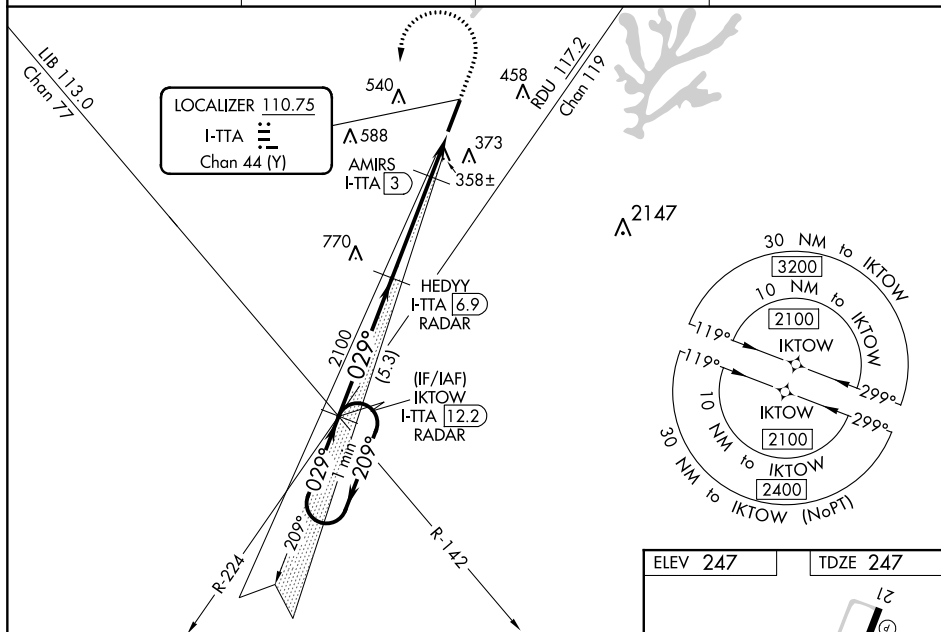 LIB 113.0
Chan 77
LOCALIZER 110.75
I-TTA
Chan 44 (Y)
540
588
458
RDU 117.2
Chan 119
373
358±
AMIRS
I-TTA 3
2147
770
HEDYY
I-TTA 6.9
RADAR
2100
029°
(5.3)
(IF/IAF)
IKTOW
I-TTA 12.2
RADAR
029°
1 min
209°
209°
R-224
R-142
30 NM to IKTOW
3200
10 NM to IKTOW
2100
IKTOW
119°
299°
119°
299°
IKTOW
2100
10 NM to IKTOW
2400
30 NM to IKTOW (NoPT)
ELEV 247
TDZE 247
21
P